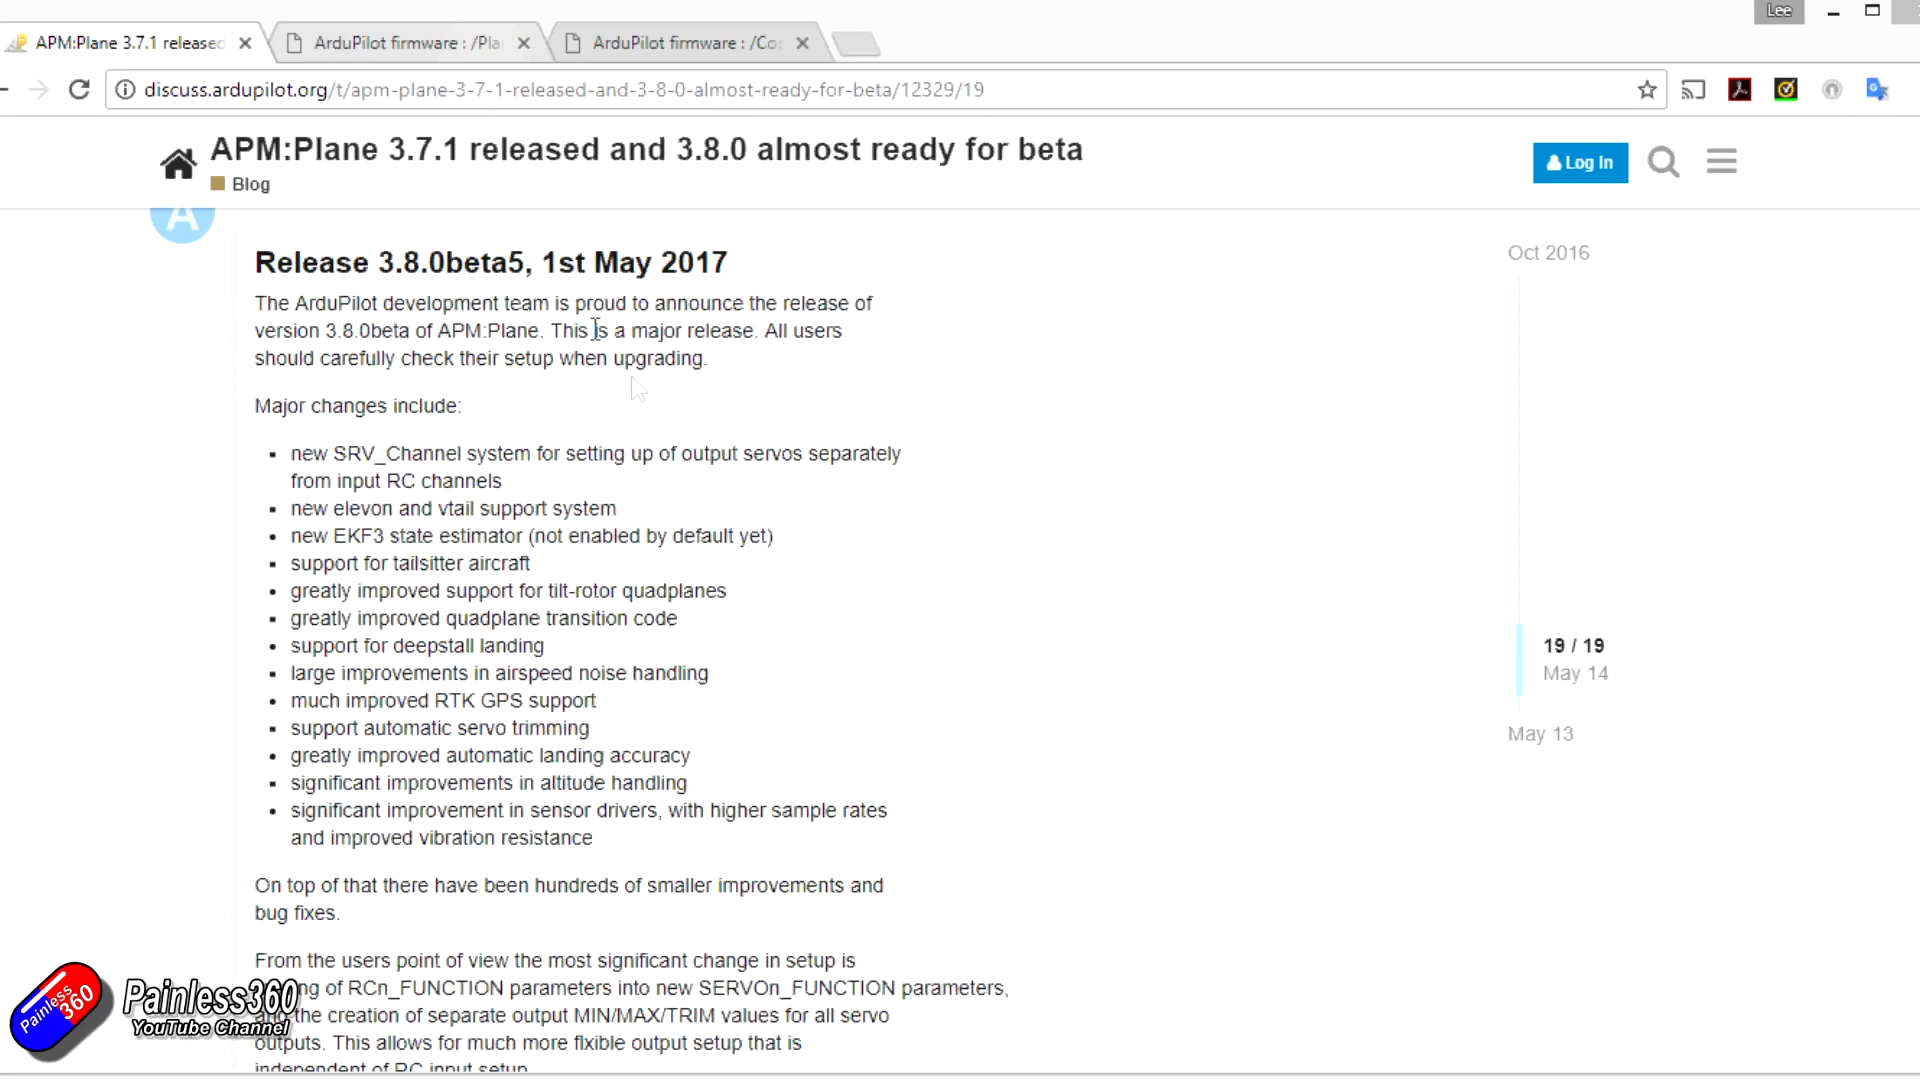 Lee
APM:Plane 3.7.1 released
ArduPilot firmware : /Pla
ArduPilot firmware : /Cop
discuss.ardupilot.org/t/apm-plane-3-7-1-released-and-3-8-0-almost-ready-for-beta/12329/19
APM:Plane 3.7.1 released and 3.8.0 almost ready for beta
Blog
Log In
A
Release 3.8.0beta5, 1st May 2017
The ArduPilot development team is proud to announce the release of
version 3.8.0beta of APM:Plane. This is a major release. All users
should carefully check their setup when upgrading.
Major changes include:
new SRV_Channel system for setting up of output servos separately
from input RC channels
new elevon and vtail support system
new EKF3 state estimator (not enabled by default yet)
support for tailsitter aircraft
greatly improved support for tilt-rotor quadplanes
greatly improved quadplane transition code
support for deepstall landing
large improvements in airspeed noise handling
much improved RTK GPS support
support automatic servo trimming
greatly improved automatic landing accuracy
significant improvements in altitude handling
significant improvement in sensor drivers, with higher sample rates
and improved vibration resistance
On top of that there have been hundreds of smaller improvements and
bug fixes.
From the users point of view the most significant change in setup is
ng of RCn_FUNCTION parameters into new SERVOn_FUNCTION parameters,
and the creation of separate output MIN/MAX/TRIM values for all servo
outputs. This allows for much more flxible output setup that is
independent of RC input setup
Oct 2016
19 / 19
May 14
May 13
Painless360
Painless360
YouTube Channel